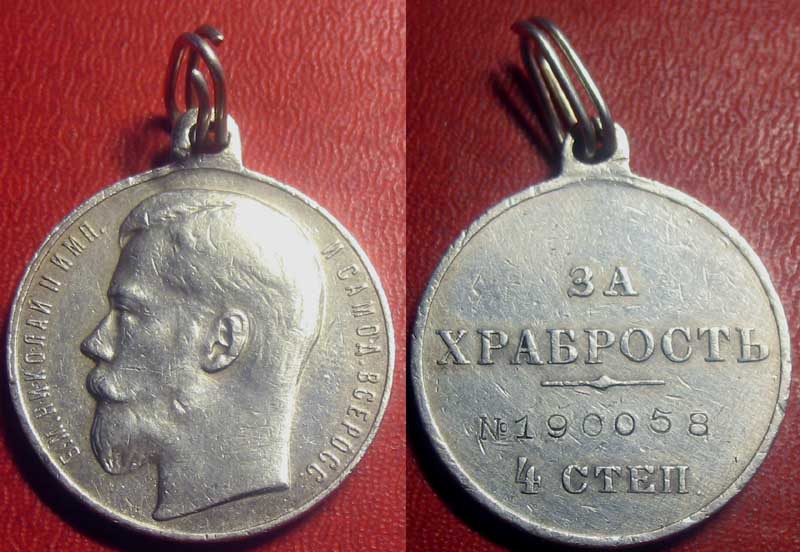 Б.М. НИКОЛАЙ II ИМП. И САМОД. ВСЕРОСС.
ЗА
ХРАБРОСТЬ
№190058
4 СТЕП